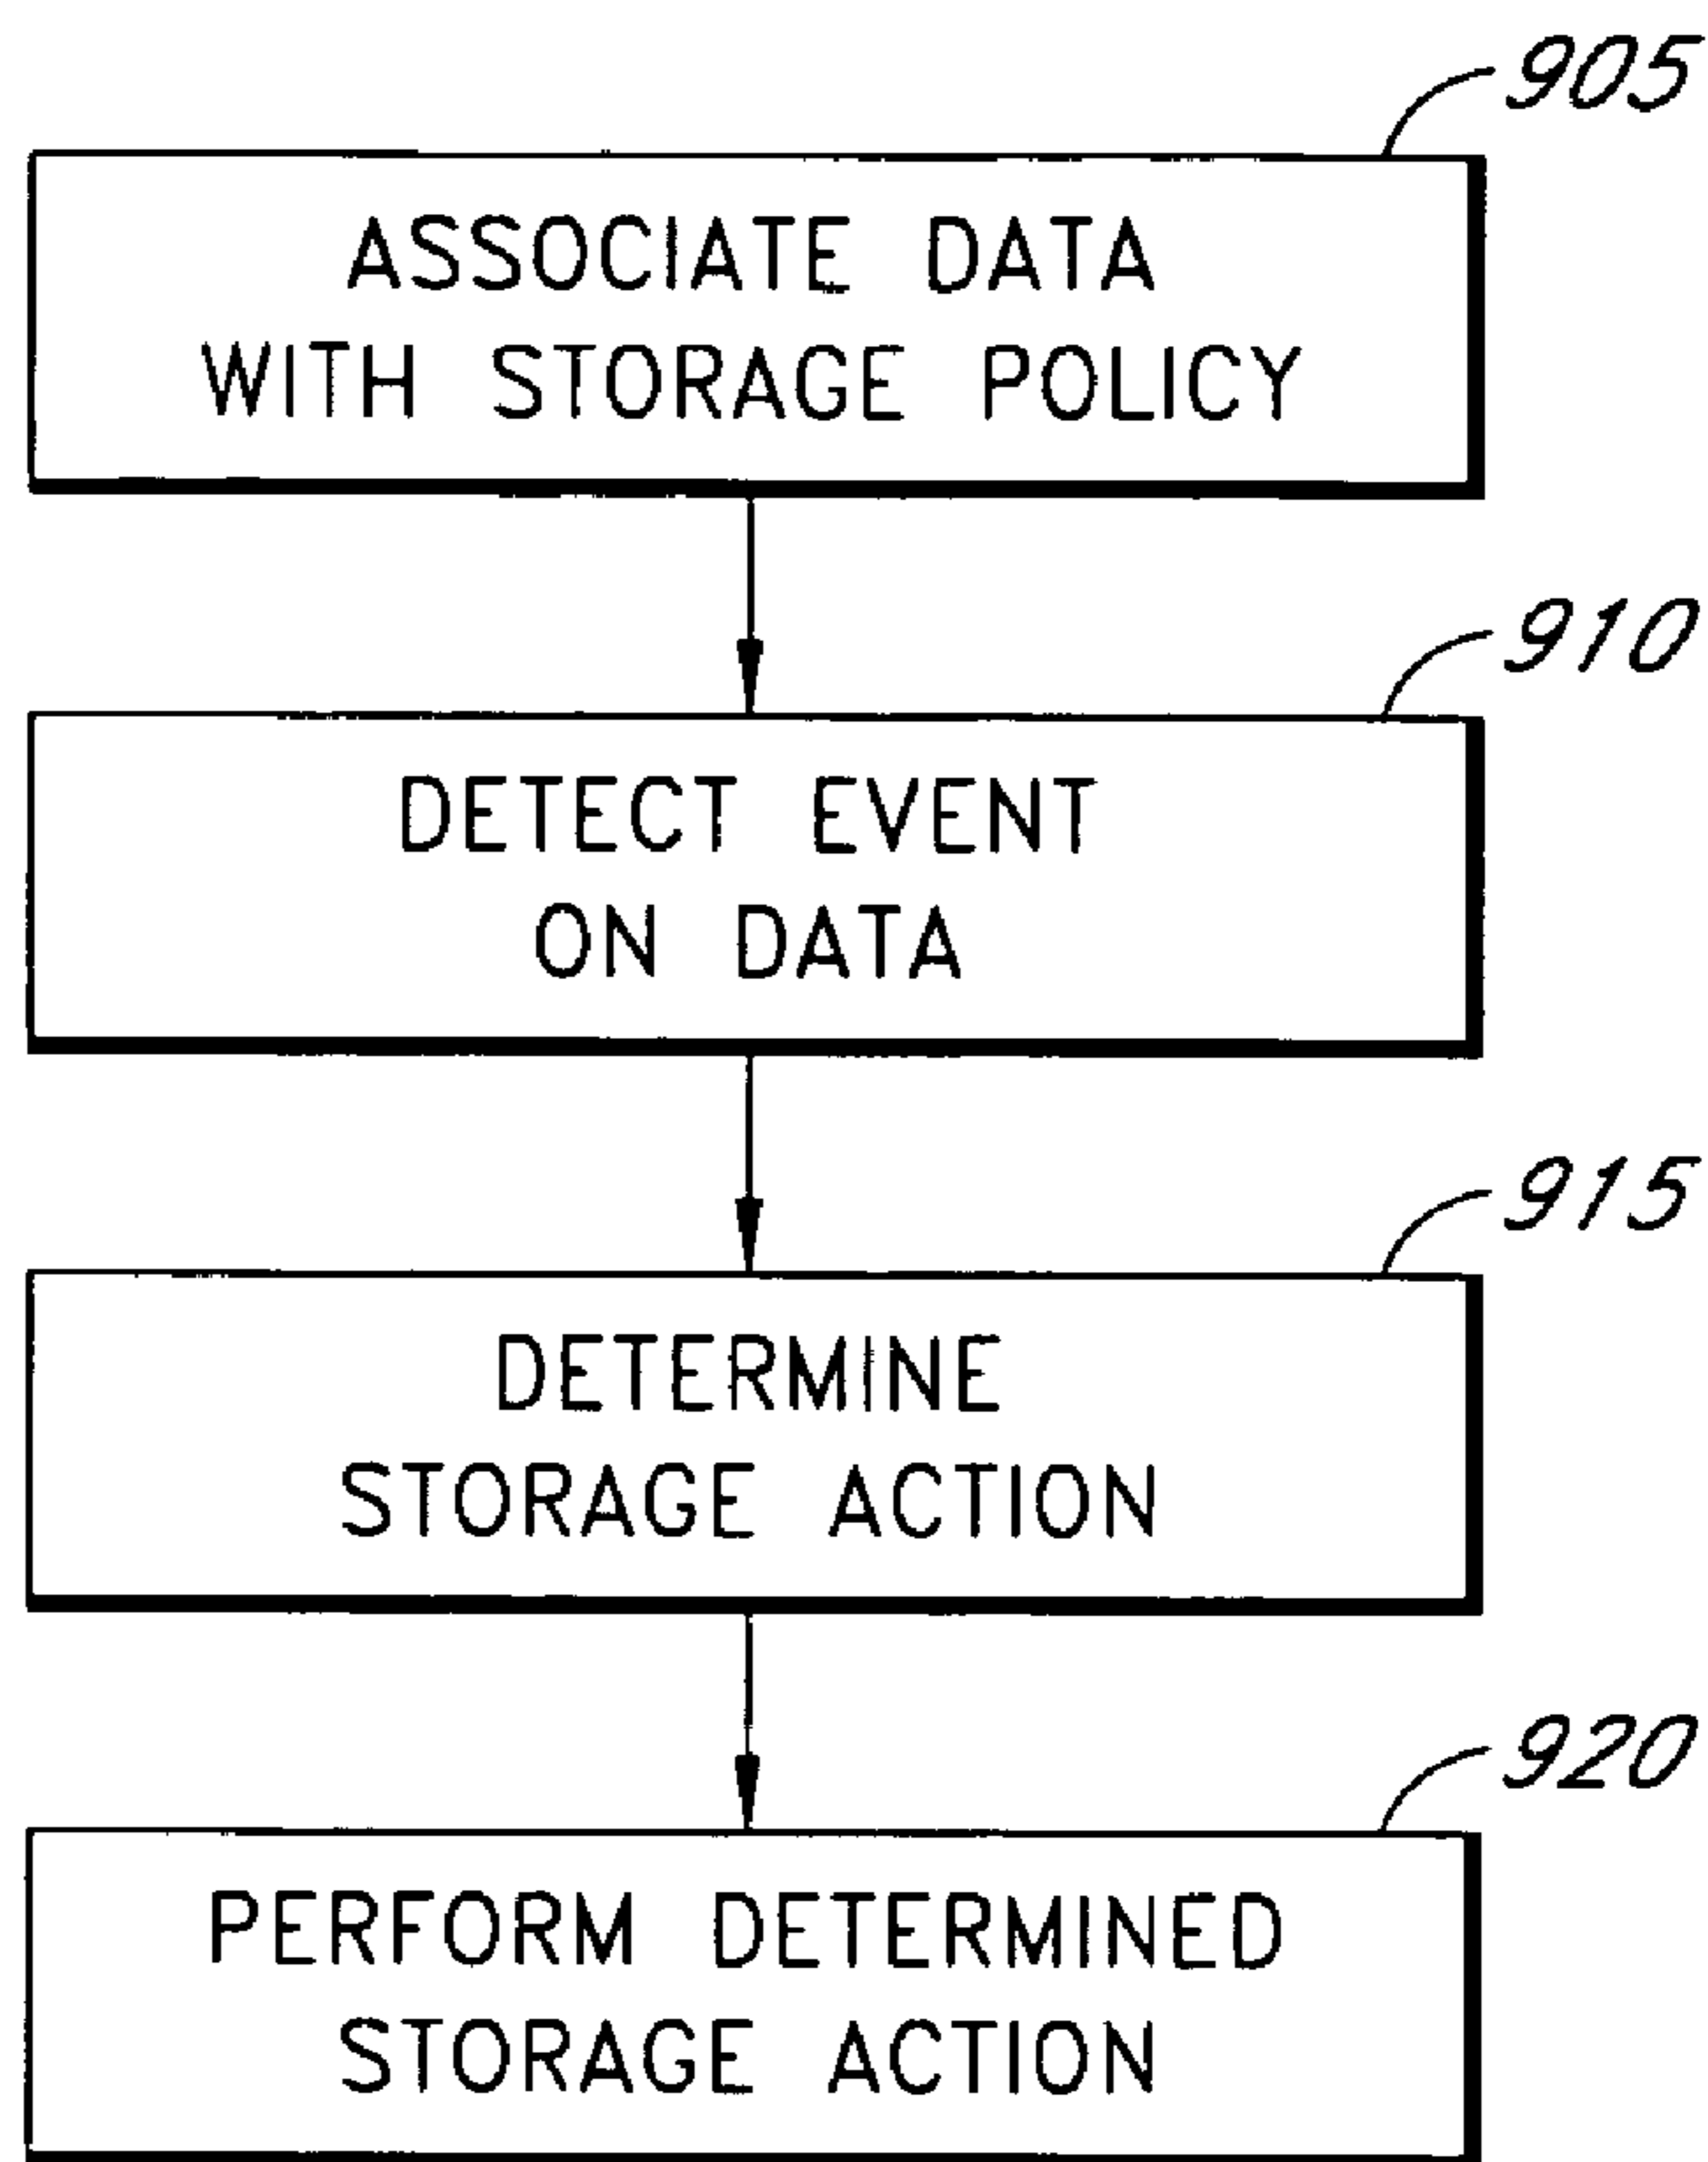 905
ASSOCIATE DATA
WITH STORAGE POLICY
910
DETECT EVENT
ON DATA
915
DETERMINE
STORAGE ACTION
920
PERFORM DETERMINED
STORAGE ACTION